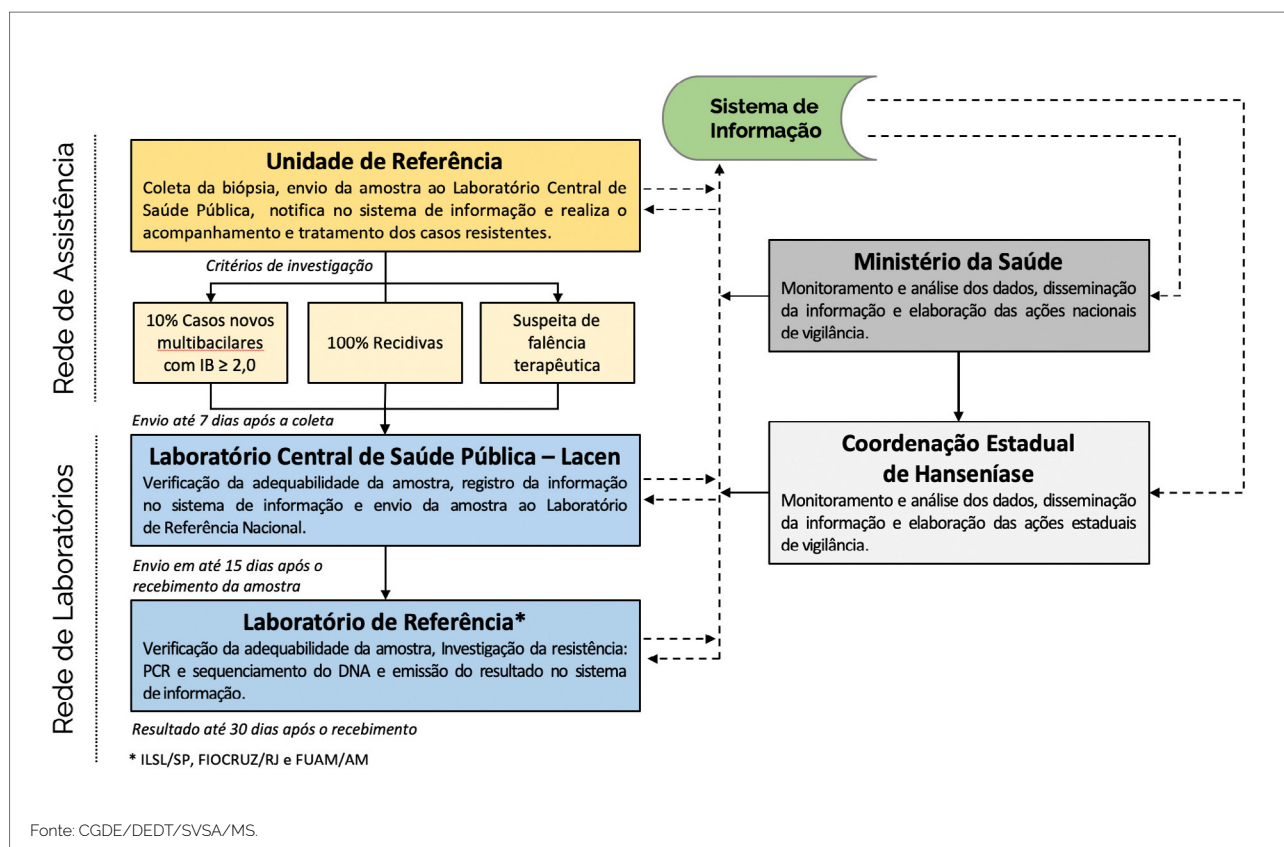 Sistema de
Informação
Rede de Assistência
Unidade de Referência
Coleta da biópsia, envio da amostra ao Laboratório Central de
Saúde Pública, notifica no sistema de informação e realiza o
acompanhamento e tratamento dos casos resistentes.
Critérios de investigação
10% Casos novos
multibacilares
com IB ≥ 2,0
100% Recidivas
Suspeita de
falência
terapêutica
Envio até 7 dias após a coleta
Ministério da Saúde
Monitoramento e análise dos dados, disseminação
da informação e elaboração das ações nacionais
de vigilância.
Rede de Laboratórios
Laboratório Central de Saúde Pública – Lacen
Verificação da adequabilidade da amostra, registro da informação
no sistema de informação e envio da amostra ao Laboratório
de Referência Nacional.
Envio em até 15 dias após o
recebimento da amostra
Coordenação Estadual
de Hanseníase
Monitoramento e análise dos dados, disseminação
da informação e elaboração das ações estaduais
de vigilância.
Laboratório de Referência*
Verificação da adequabilidade da amostra, Investigação da resistência:
PCR e sequenciamento do DNA e emissão do resultado no sistema
de informação.
Resultado até 30 dias após o recebimento
* ILSL/SP, FIOCRUZ/RJ e FUAM/AM
Fonte: CGDE/DEDT/SVSA/MS.